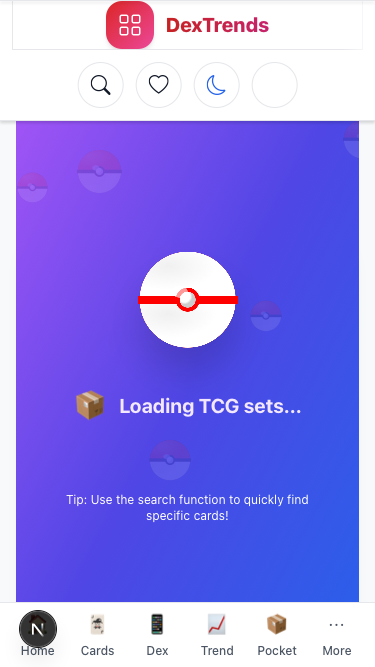 DexTrends
Loading TCG sets...
Tip: Use the search function to quickly find
specific cards!
N
Home
Cards
Dex
Trend
Pocket
More